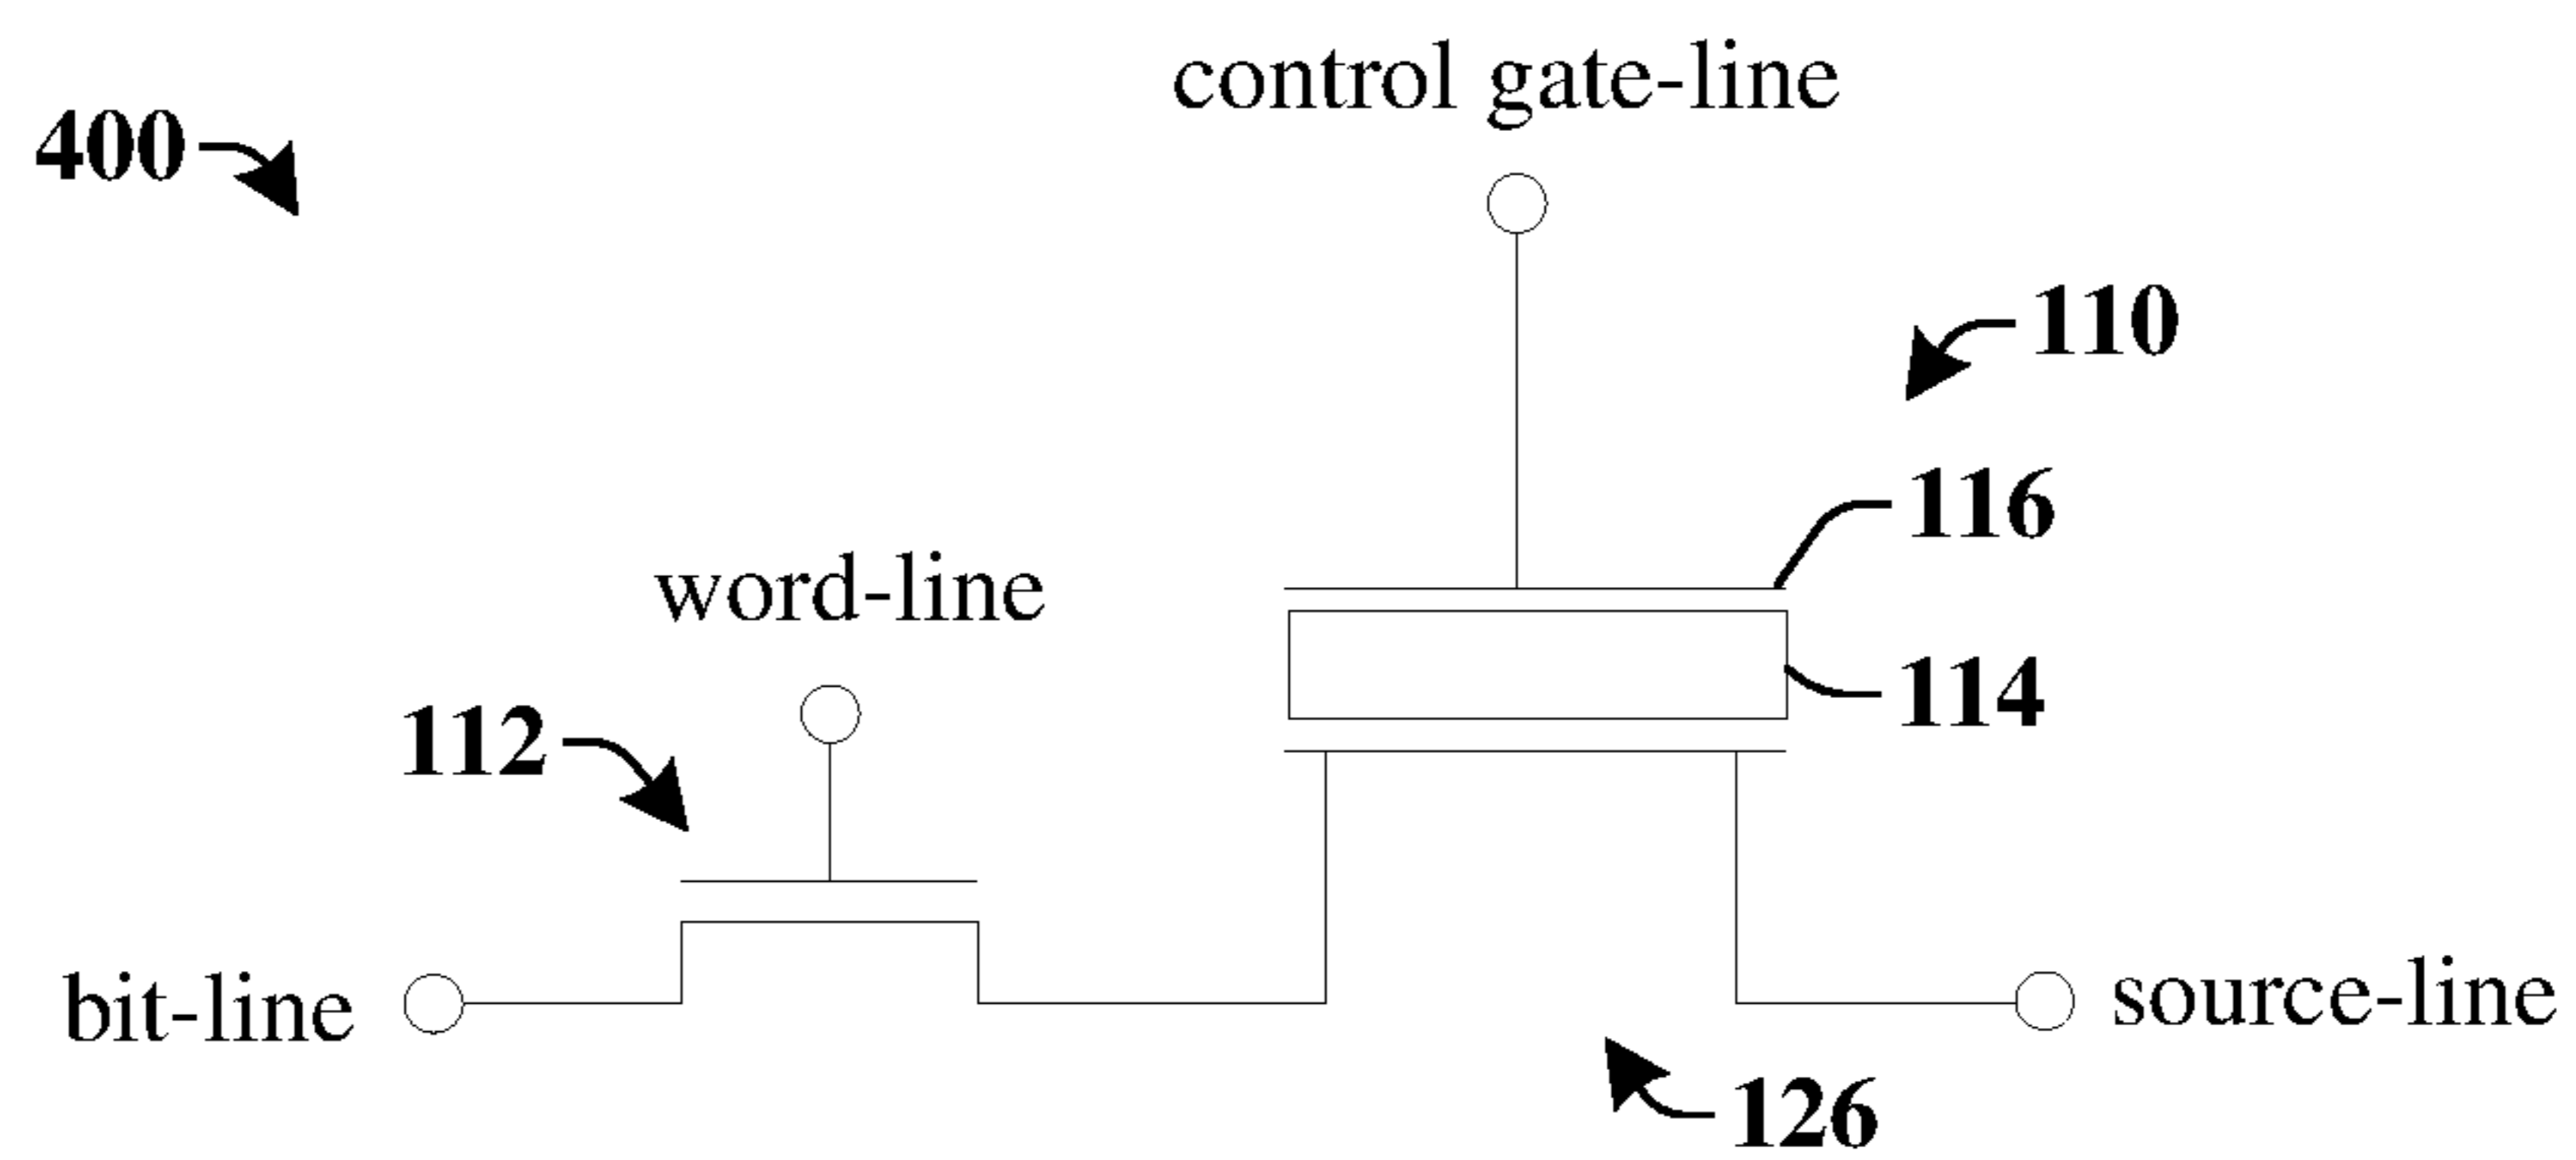 control gate-line
400
110
116
word-line
114
112
bit-line
source-line
126